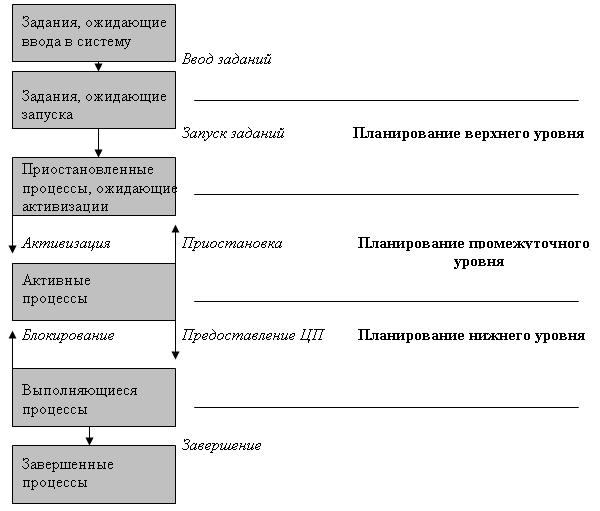 Задания, ожидающие
ввода в систему
Ввод заданий
Задания, ожидающие
запуска
Запуск заданий
Планирование верхнего уровня
Приостановленные
процессы, ожидающие
активизации
Активизация
Приостановка
Планирование промежуточного
уровня
Активные
процессы
Блокирование
Предоставление ЦП
Планирование нижнего уровня
Выполняющиеся
процессы
Завершение
Завершенные
процессы